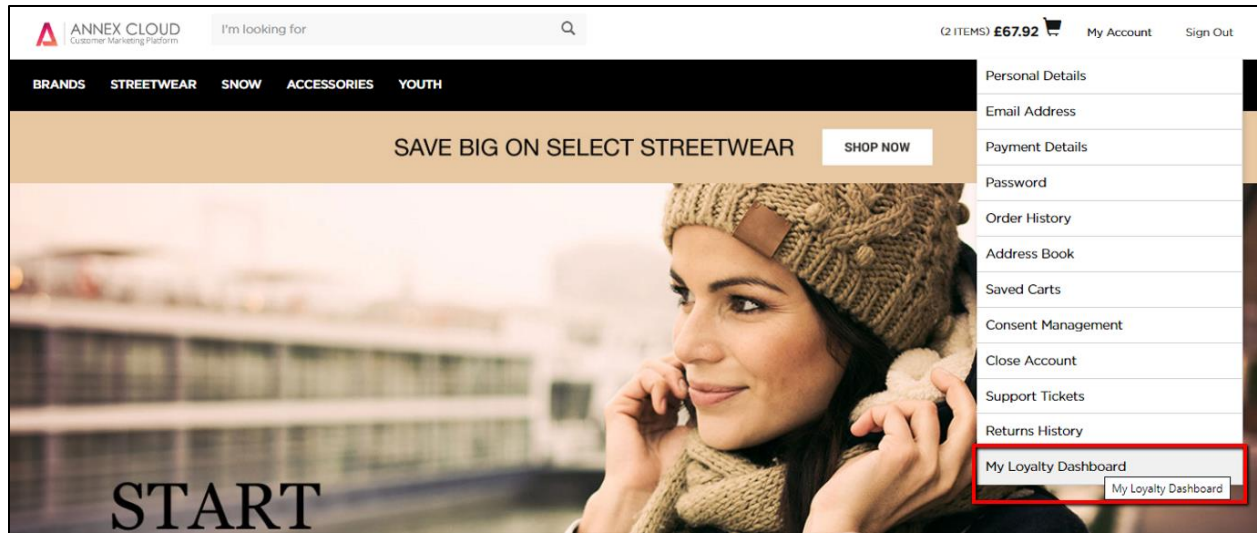 ANNEX CLOUD
Customer Marketing Platform
I'm looking for
(2 ITEMS) £67.92
My Account
Sign Out
BRANDS STREETWEAR SNOW ACCESSORIES YOUTH
SAVE BIG ON SELECT STREETWEAR
SHOP NOW
Personal Details
Email Address
Payment Details
Password
Order History
Address Book
Saved Carts
Consent Management
Close Account
Support Tickets
Returns History
My Loyalty Dashboard
My Loyalty Dashboard
START